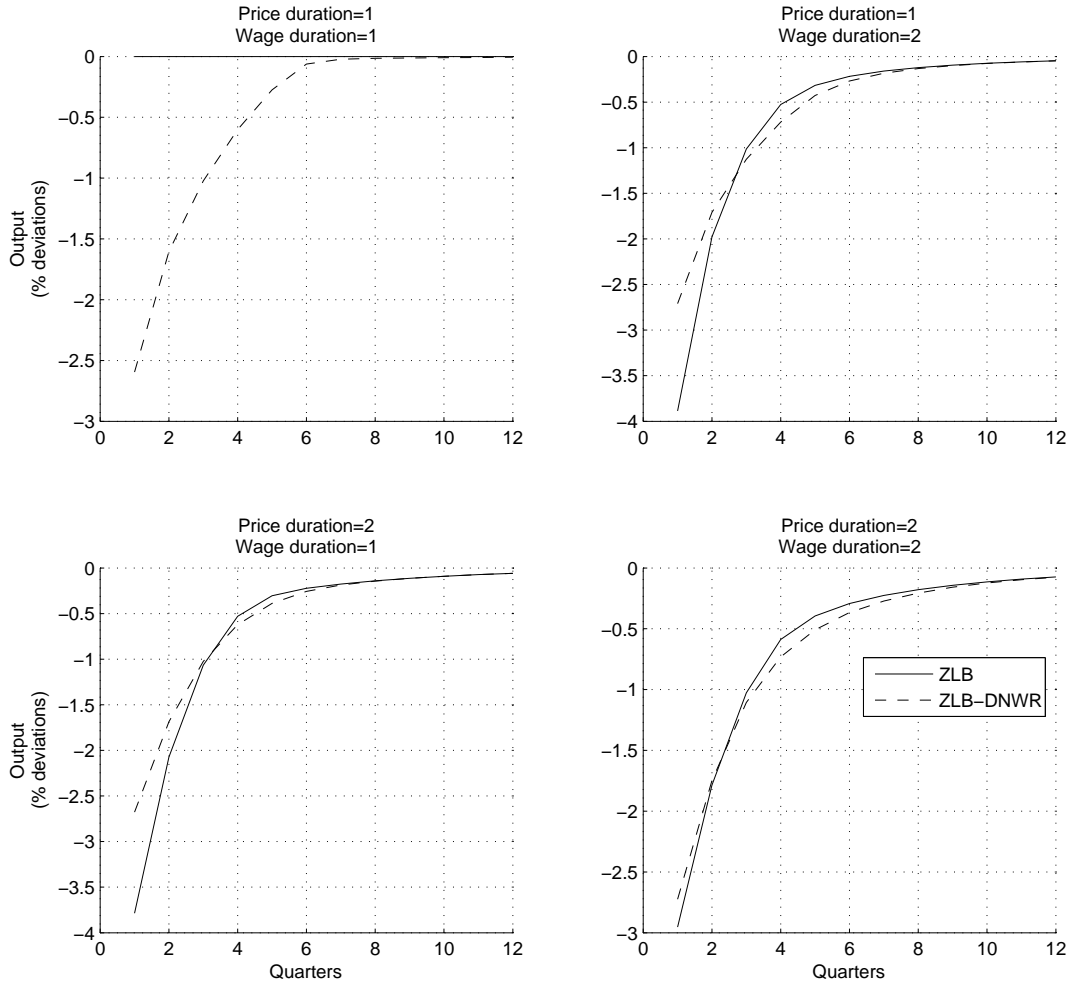 Price duration=1
Wage duration=1
0
−0.5
−1
−1.5
−2
−2.5
−3
0 2 4 6 8 10 12
Output
(% deviations)
Price duration=1
Wage duration=2
0
−0.5
−1
−1.5
−2
−2.5
−3
−3.5
−4
0 2 4 6 8 10 12
Price duration=2
Wage duration=1
0
−0.5
−1
−1.5
−2
−2.5
−3
−3.5
−4
0 2 4 6 8 10 12
Output
(% deviations)
Quarters
Price duration=2
Wage duration=2
0
−0.5
−1
−1.5
−2
−2.5
−3
0 2 4 6 8 10 12
Quarters
ZLB
ZLB−DNWR